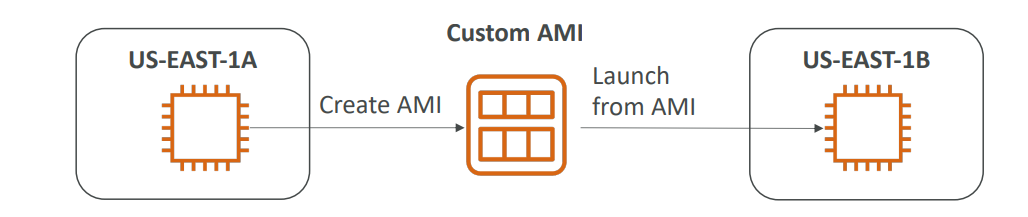 US-EAST-1A
Create AMI
Custom AMI
Launch
from AMI
US-EAST-1B